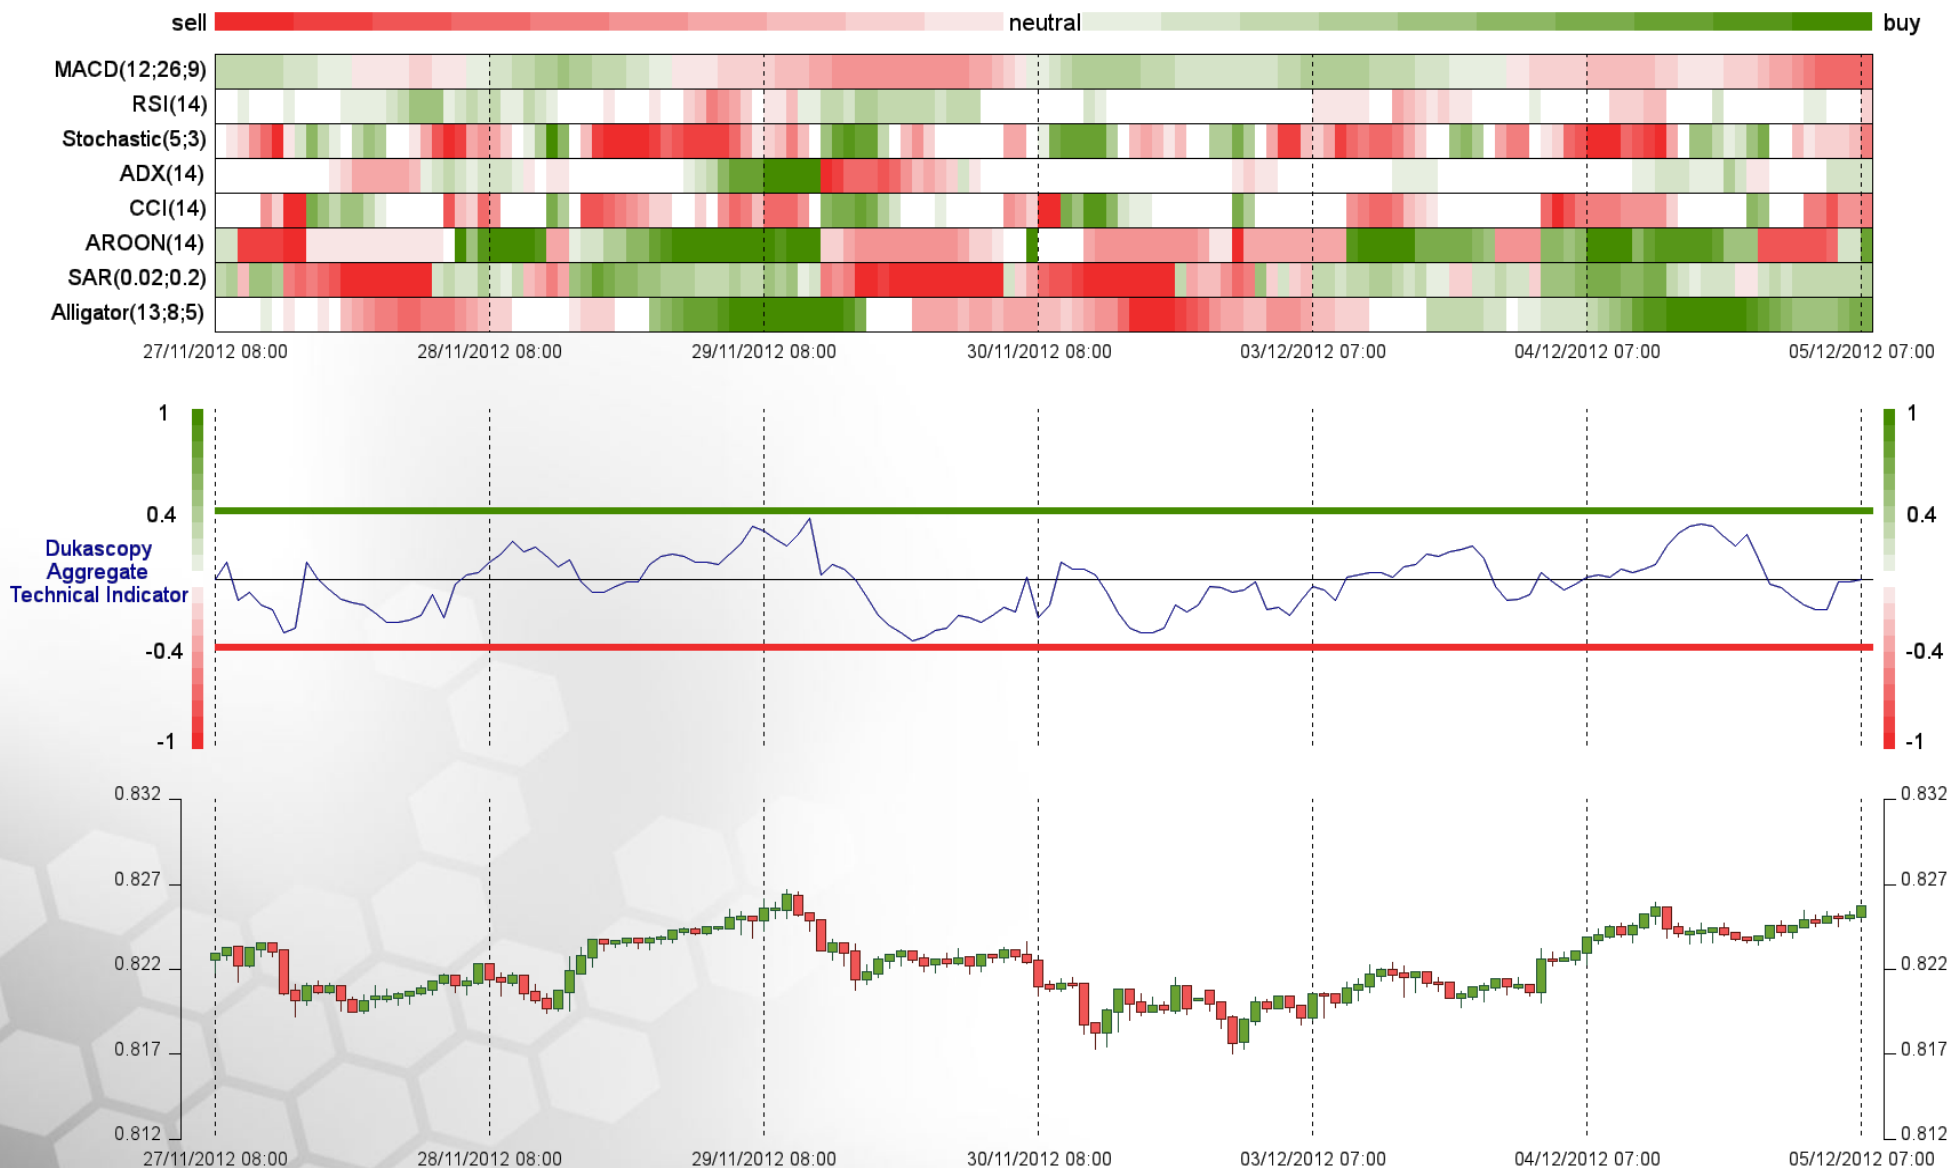 sell neutral buy
MACD(12;26;9)
RSI(14)
Stochastic(5;3)
ADX(14)
CCI(14)
AROON(14)
SAR(0.02;0.2)
Alligator(13;8;5)
27/11/2012 08:00 28/11/2012 08:00 29/11/2012 08:00 30/11/2012 08:00 03/12/2012 07:00 04/12/2012 07:00 05/12/2012 07:00
1 1
0.4 0.4
Dukascopy
Aggregate
Technical Indicator
-0.4 -0.4
-1 -1
0.832 0.832
0.827 0.827
0.822 0.822
0.817 0.817
0.812 0.812
27/11/2012 08:00 28/11/2012 08:00 29/11/2012 08:00 30/11/2012 08:00 03/12/2012 07:00 04/12/2012 07:00 05/12/2012 07:00